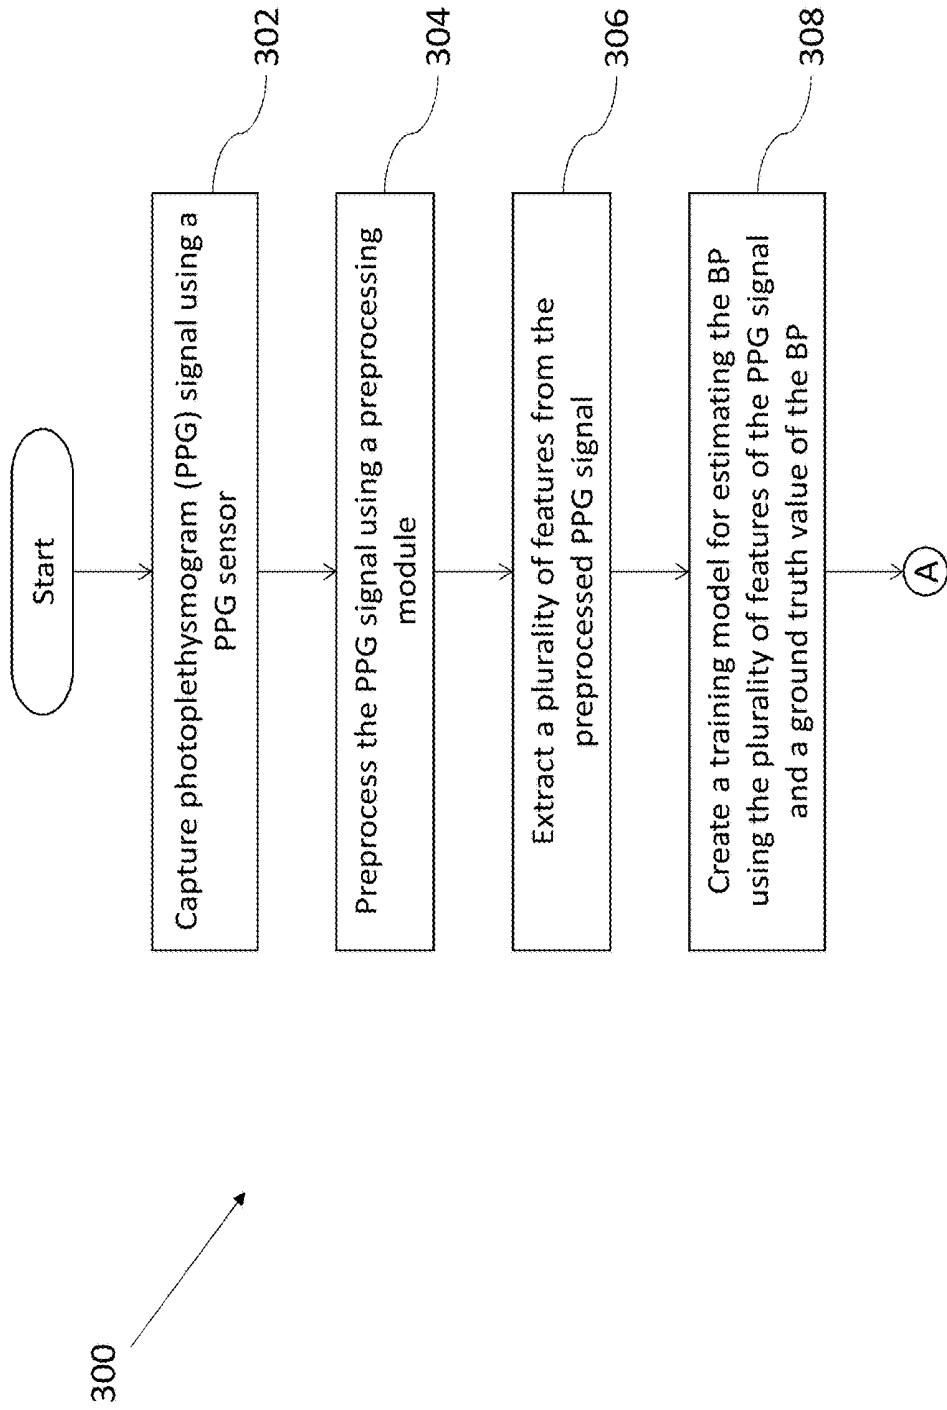 300
Start
Capture photoplethysmogram (PPG) signal using a
PPG sensor
302
Preprocess the PPG signal using a preprocessing
module
304
Extract a plurality of features from the
preprocessed PPG signal
306
Create a training model for estimating the BP
using the plurality of features of the PPG signal
and a ground truth value of the BP
308
A